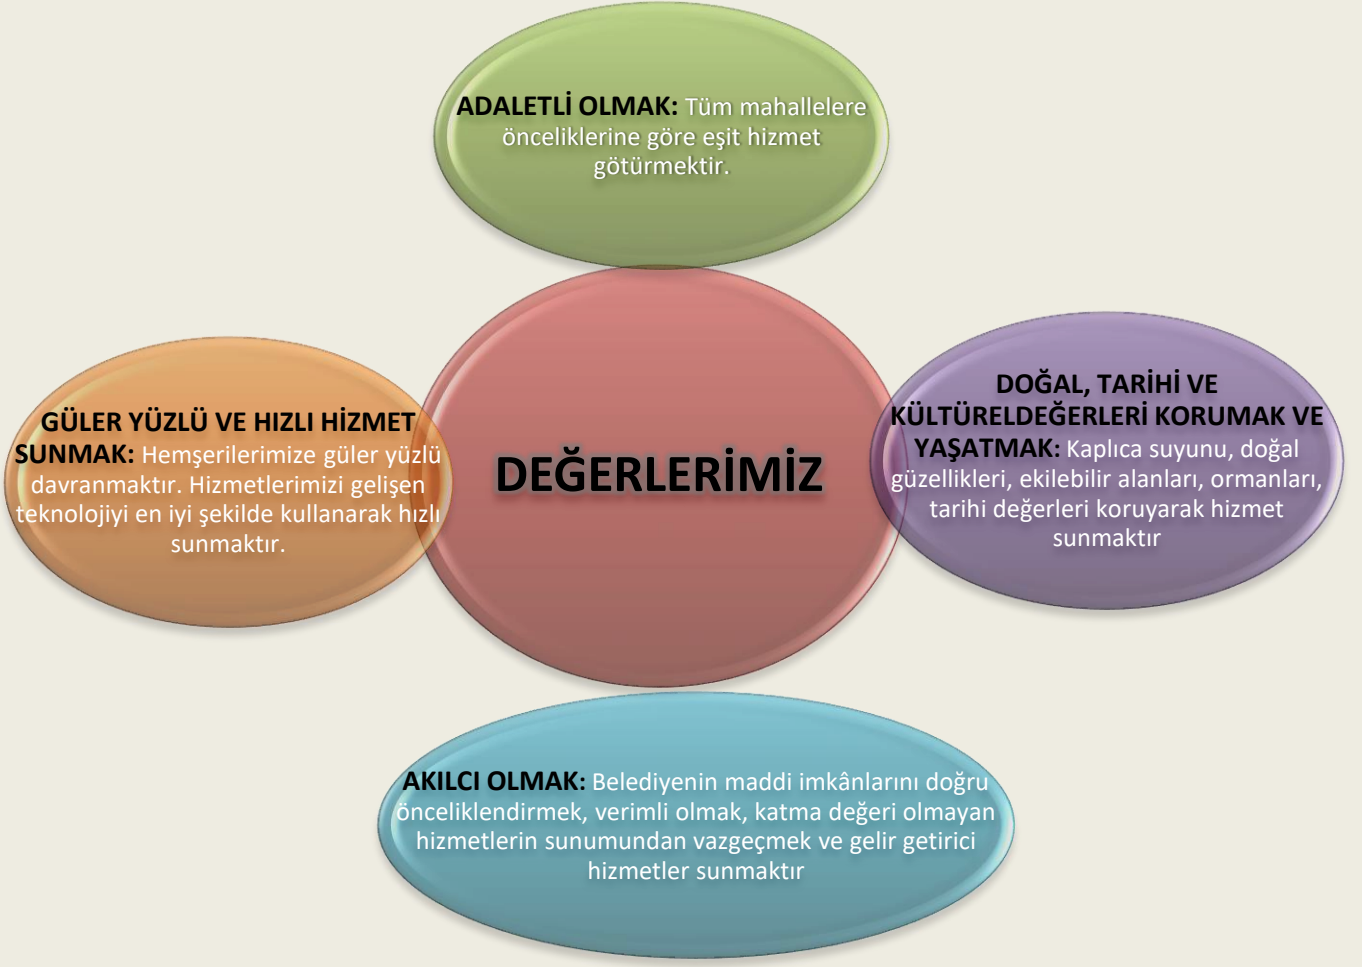 ADALETLİ OLMAK: Tüm mahallelere
önceliklerine göre eşit hizmet
götürmektir.
GÜLER YÜZLÜ VE HIZLI HİZMET
SUNMAK: Hemşerilerimize güler yüzlü
davranmaktır. Hizmetlerimizi gelişen
teknolojiyi en iyi şekilde kullanarak hızlı
sunmaktır.
DEĞERLERİMİZ
DOĞAL, TARİHİ VE
KÜLTÜRELDEĞERLERİ KORUMAK VE
YAŞATMAK: Kaplıca suyunu, doğal
güzellikleri, ekilebilir alanları, ormanları,
tarihi değerleri koruyarak hizmet
sunmaktır
AKILCI OLMAK: Belediyenin maddi imkânlarını doğru
önceliklendirmek, verimli olmak, katma değeri olmayan
hizmetlerin sunumundan vazgeçmek ve gelir getirici
hizmetler sunmaktır